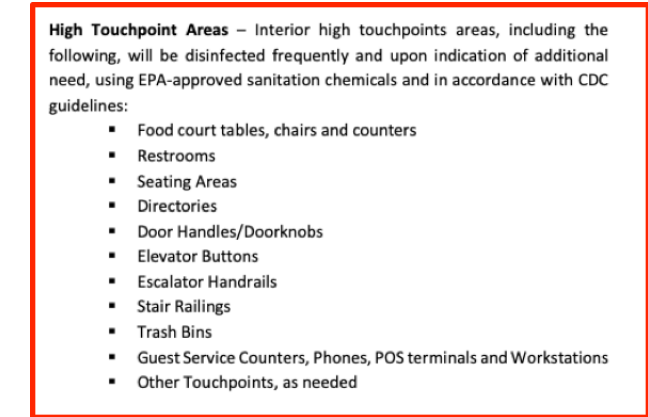 High Touchpoint Areas – Interior high touchpoints areas, including the
following, will be disinfected frequently and upon indication of additional
need, using EPA-approved sanitation chemicals and in accordance with CDC
guidelines:
▪ Food court tables, chairs and counters
▪ Restrooms
▪ Seating Areas
▪ Directories
▪ Door Handles/Doorknobs
▪ Elevator Buttons
▪ Escalator Handrails
▪ Stair Railings
▪ Trash Bins
▪ Guest Service Counters, Phones, POS terminals and Workstations
▪ Other Touchpoints, as needed